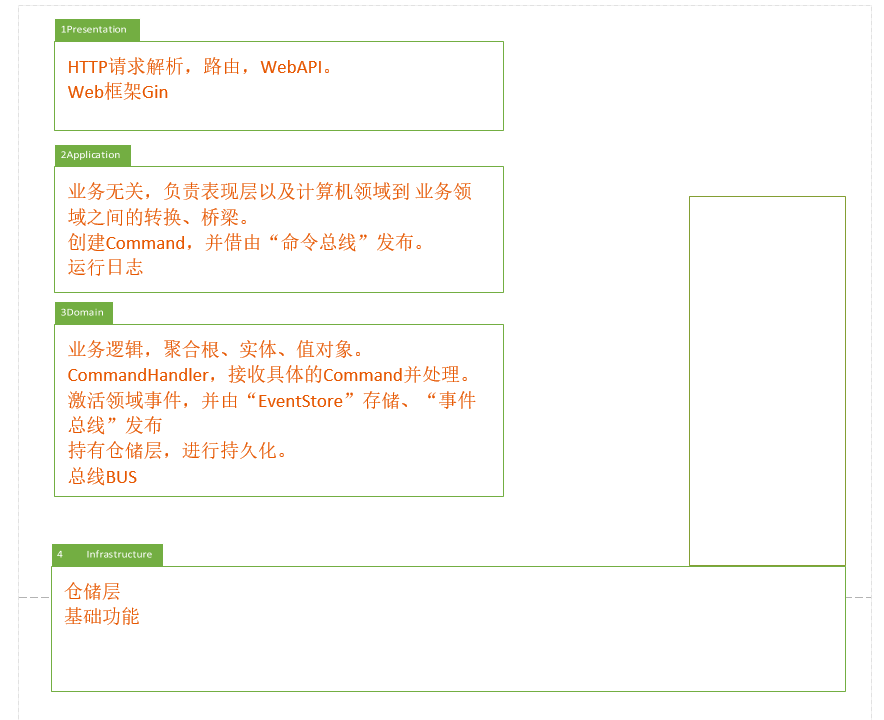 1Presentation
HTTP请求解析，路由，WebAPI。
Web框架Gin
2Application
业务无关，负责表现层以及计算机领域到 业务领
域之间的转换、桥梁。
创建Command，并借由“命令总线”发布。
运行日志
3Domain
业务逻辑，聚合根、实体、值对象。
CommandHandler，接收具体的Command并处理。
激活领域事件，并由“EventStore”存储、“事件
总线”发布
持有仓储层，进行持久化。
总线BUS
4 Infrastructure
仓储层
基础功能